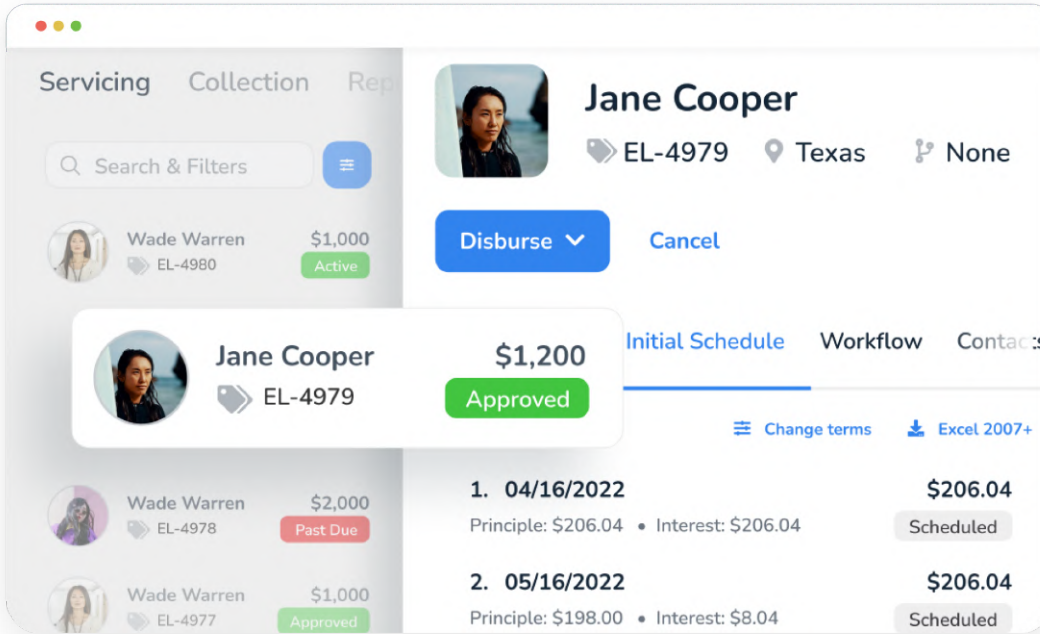 Servicing Collection Rep
Search & Filters
Wade Warren $1,000
EL-4980 Active
Jane Cooper $1,200
EL-4979 Approved
Wade Warren $2,000
EL-4978 Past Due
Wade Warren $1,000
EL-4977 Approved
Jane Cooper
EL-4979 Texas None
Disburse Cancel
Initial Schedule Workflow Contacts
Change terms Excel 2007+
1. 04/16/2022 $206.04
Principle: $206.04 • Interest: $206.04 Scheduled
2. 05/16/2022 $206.04
Principle: $198.00 • Interest: $8.04 Scheduled